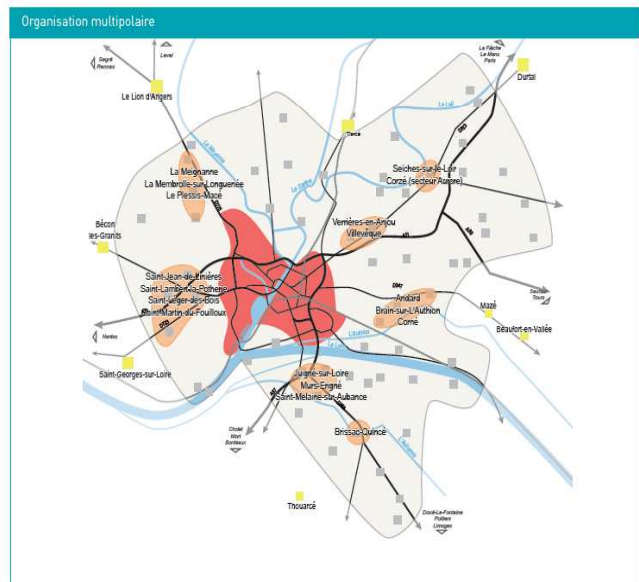 Organisation multipolaire
Segré
Rennes
Laval
La Flèche
Le Mans
Paris
Durtal
Le Lion d'Angers
Tiercé
Le Loir
La Mayenne
La Sarthe
La Meignanne
La Membrolle-sur-Longuenée
Le Plessis-Macé
Seiches-sur-le-Loir
Corzé (secteur Aurore)
Verrières-en-Anjou
Villevêque
Bécon
les-Granits
Saint-Jean-de-Linières
Saint-Lambert-la-Potherie
Saint-Léger-des-Bois
Saint-Martin-du-Fouilloux
Nantes
Saint-Georges-sur-Loire
Andard
Brain-sur-L'Authion
Corné
Mazé
Beaufort-en-Vallée
Tours
L'Authion
Juigné-sur-Loire
Murs-Erigné
Saint-Melaine-sur-Aubance
Brissac-Quincé
L'Aubance
Cholet
Niort
Bordeaux
Thouarcé
Doué-La-Fontaine
Poitiers
Limoges